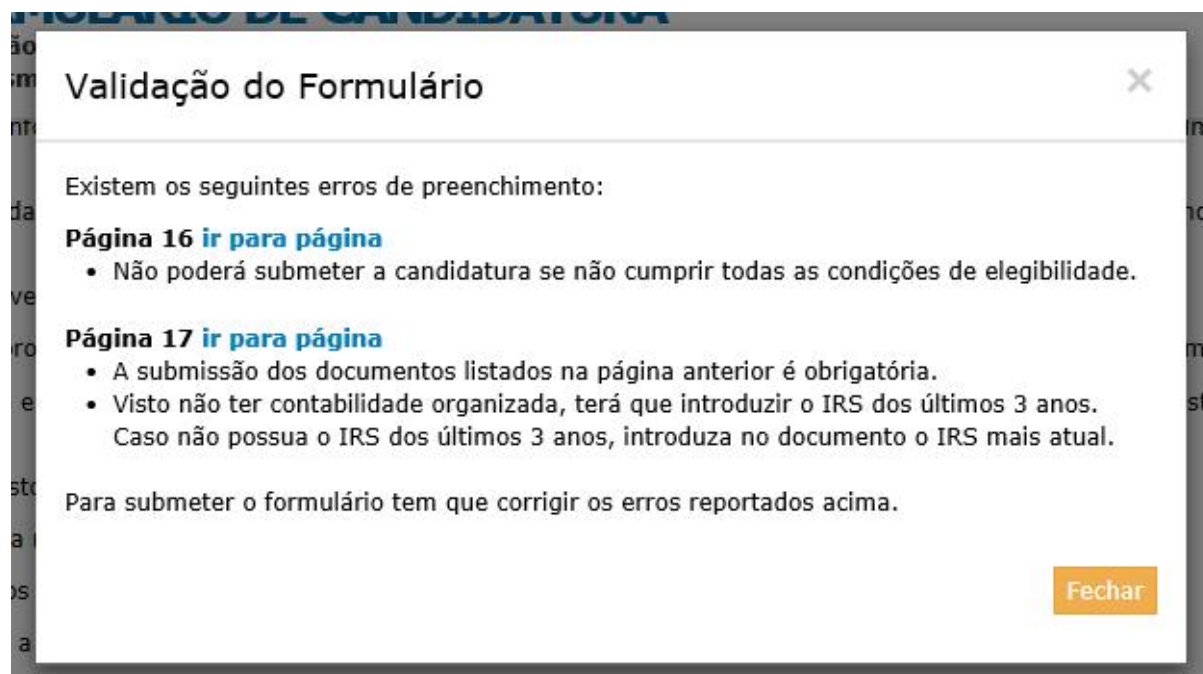 FORMULÁRIO DE CANDIDATURA
Validação do Formulário
×
Existem os seguintes erros de preenchimento:
Página 16 ir para página
• Não poderá submeter a candidatura se não cumprir todas as condições de elegibilidade.
Página 17 ir para página
• A submissão dos documentos listados na página anterior é obrigatória.
• Visto não ter contabilidade organizada, terá que introduzir o IRS dos últimos 3 anos.
Caso não possua o IRS dos últimos 3 anos, introduza no documento o IRS mais atual.
Para submeter o formulário tem que corrigir os erros reportados acima.
Fechar